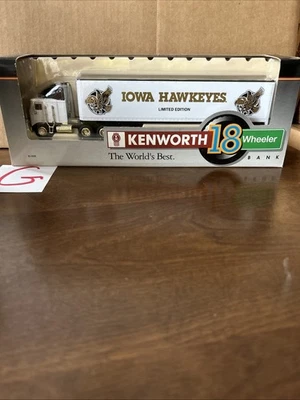 IOWA HAWKEYES
LIMITED EDITION
KENWORTH 18 Wheeler
The World's Best.
BANK
G